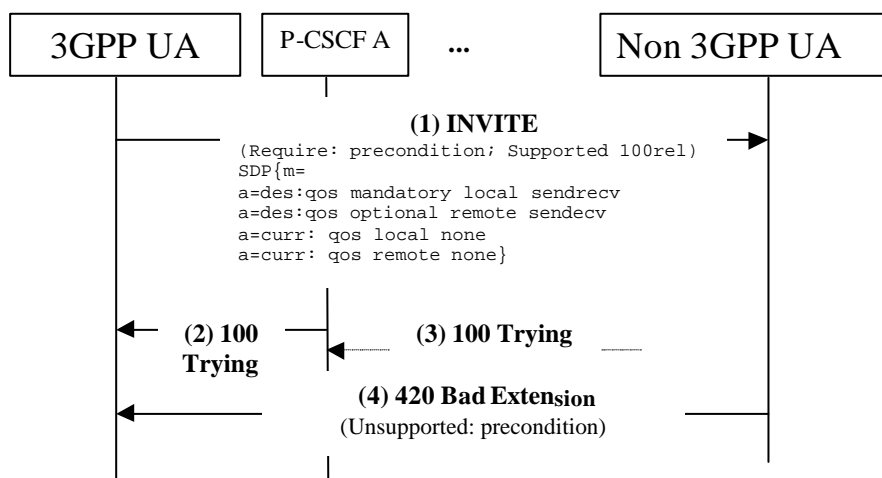 3GPP UA
P-CSCF A
...
Non 3GPP UA
(1) INVITE
(Require: precondition; Supported 100rel)
SDP{m=
a=des:qos mandatory local sendrecv
a=des:qos optional remote sendecv
a=curr: qos local none
a=curr: qos remote none}
(2) 100
Trying
(3) 100 Trying
(4) 420 Bad Extension
(Unsupported: precondition)